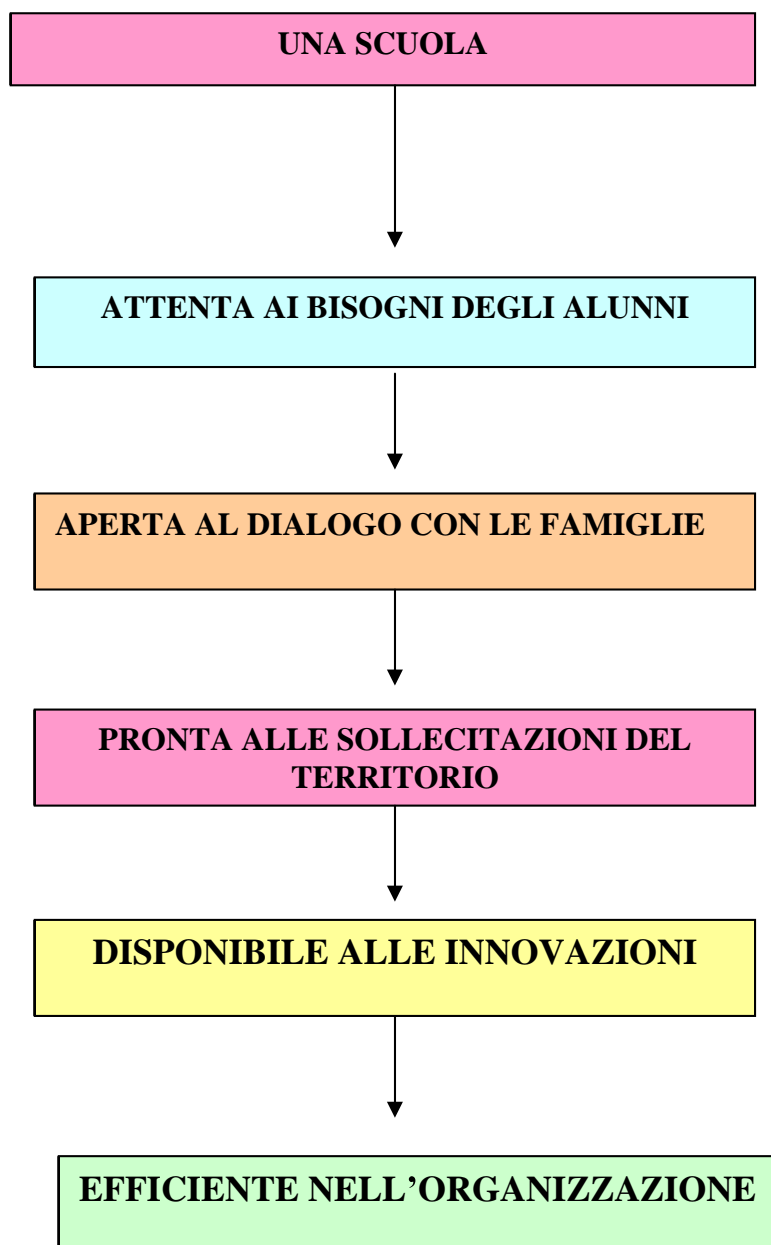 UNA SCUOLA
ATTENTA AI BISOGNI DEGLI ALUNNI
APERTA AL DIALOGO CON LE FAMIGLIE
PRONTA ALLE SOLLECITAZIONI DEL
TERRITORIO
DISPONIBILE ALLE INNOVAZIONI
EFFICIENTE NELL’ORGANIZZAZIONE